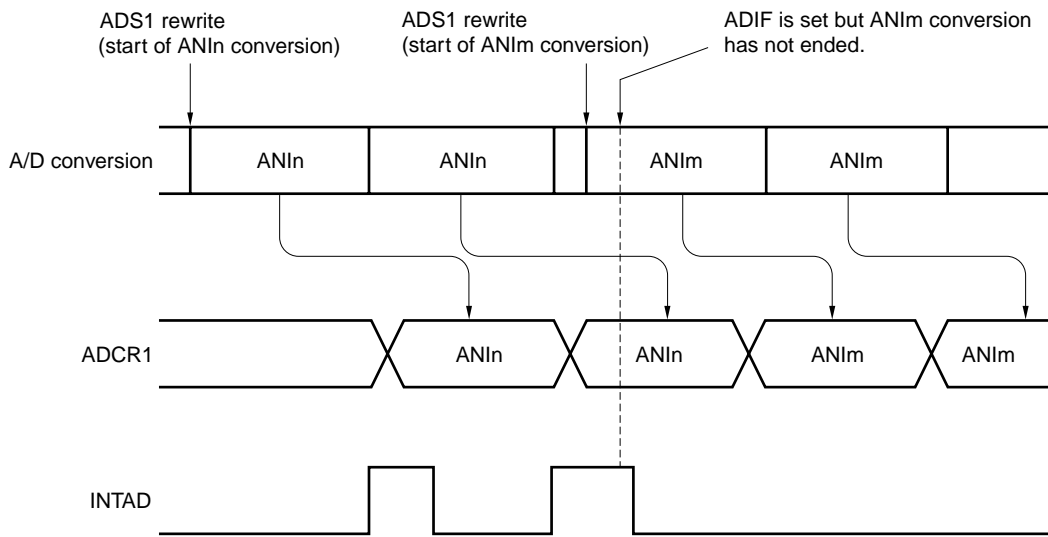 ADS1 rewrite
(start of ANIn conversion)
ADS1 rewrite
(start of ANIm conversion)
ADIF is set but ANIm conversion
has not ended.
A/D conversion
ANIn
ANIn
ANIm
ANIm
ADCR1
ANIn
ANIn
ANIm
ANIm
INTAD